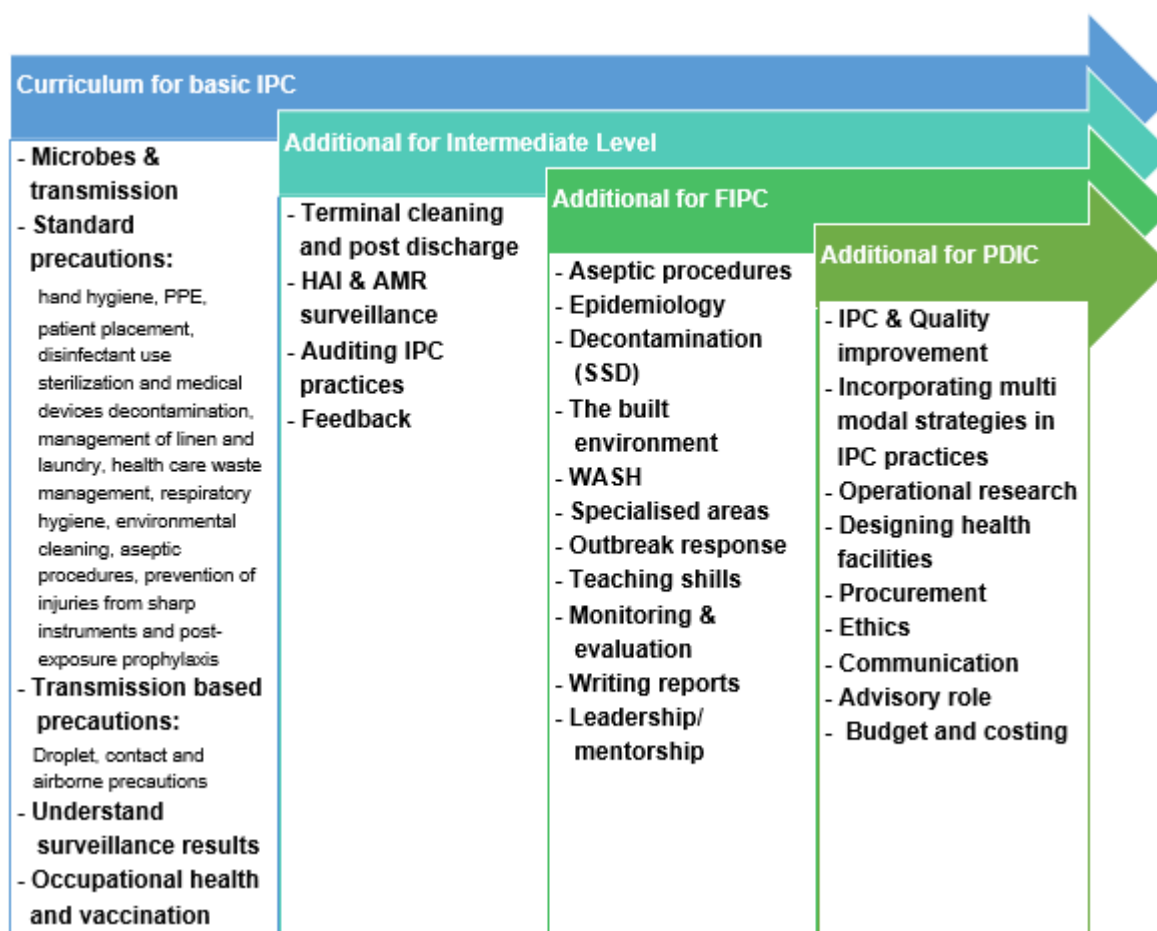 Curriculum for basic IPC
- Microbes &
transmission
- Standard
precautions:
hand hygiene, PPE,
patient placement,
disinfectant use
sterilization and medical
devices decontamination,
management of linen and
laundry, health care waste
management, respiratory
hygiene, environmental
cleaning, aseptic
procedures, prevention of
injuries from sharp
instruments and post-
exposure prophylaxis
- Transmission based
precautions:
Droplet, contact and
airborne precautions
- Understand
surveillance results
- Occupational health
and vaccination
Additional for Intermediate Level
- Terminal cleaning
and post discharge
- HAI & AMR
surveillance
- Auditing IPC
practices
- Feedback
Additional for FIPC
- Aseptic procedures
- Epidemiology
- Decontamination
(SSD)
- The built
environment
- WASH
- Specialised areas
- Outbreak response
- Teaching shills
- Monitoring &
evaluation
- Writing reports
- Leadership/
mentorship
Additional for PDIC
- IPC & Quality
improvement
- Incorporating multi
modal strategies in
IPC practices
- Operational research
- Designing health
facilities
- Procurement
- Ethics
- Communication
- Advisory role
- Budget and costing